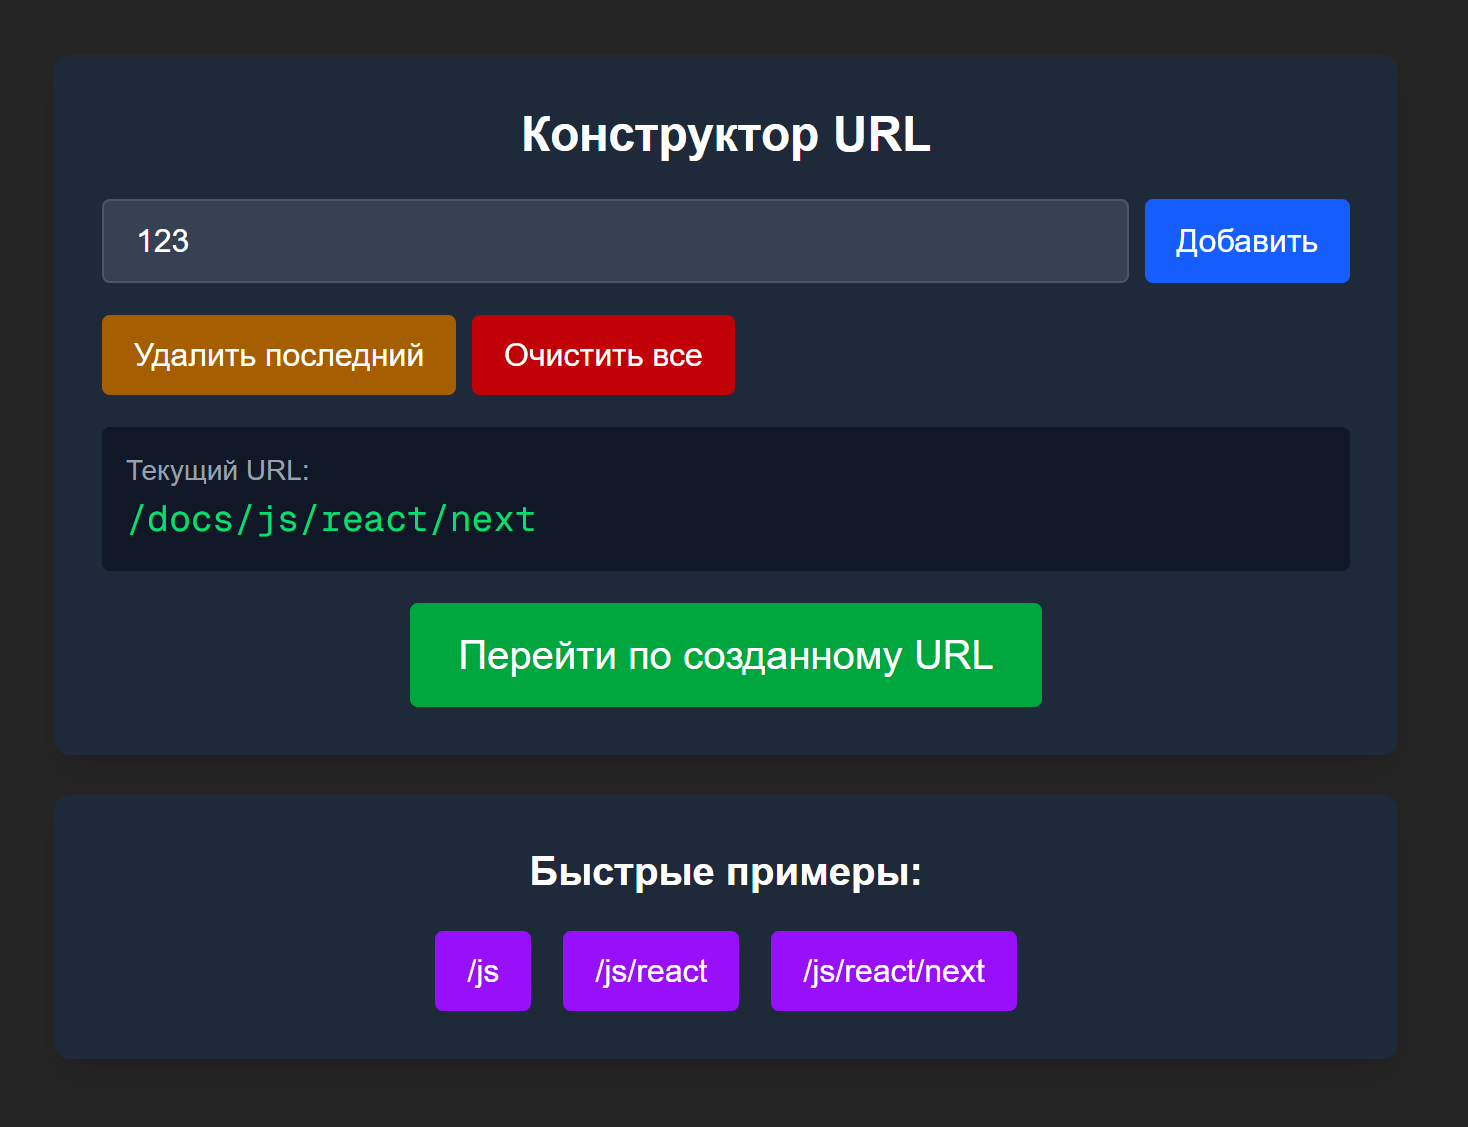 Конструктор URL
123
Добавить
Удалить последний
Очистить все
Текущий URL:
/docs/js/react/next
Перейти по созданному URL
Быстрые примеры:
/js
/js/react
/js/react/next